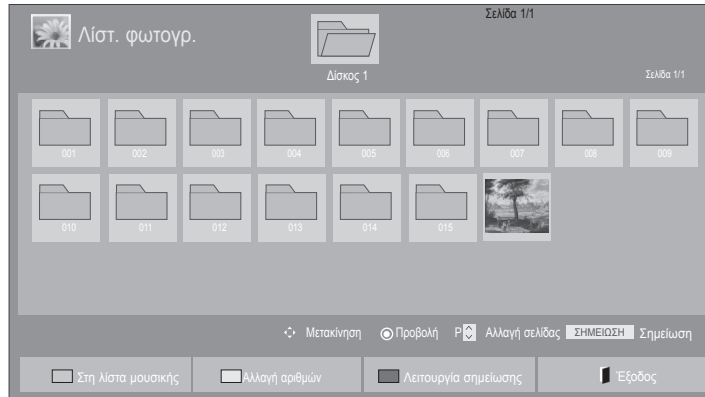 Σελίδα 1/1
Λίστ. φωτογρ.
Δίσκος 1
Σελίδα 1/1
001 002 003 004 005 006 007 008 009
010 011 012 013 014 015
Μετακίνηση Προβολή P Αλλαγή σελίδας ΣΗΜΕΙΩΣΗ Σημείωση
Στη λίστα μουσικής Αλλαγή αριθμών Λειτουργία σημείωσης Έξοδος